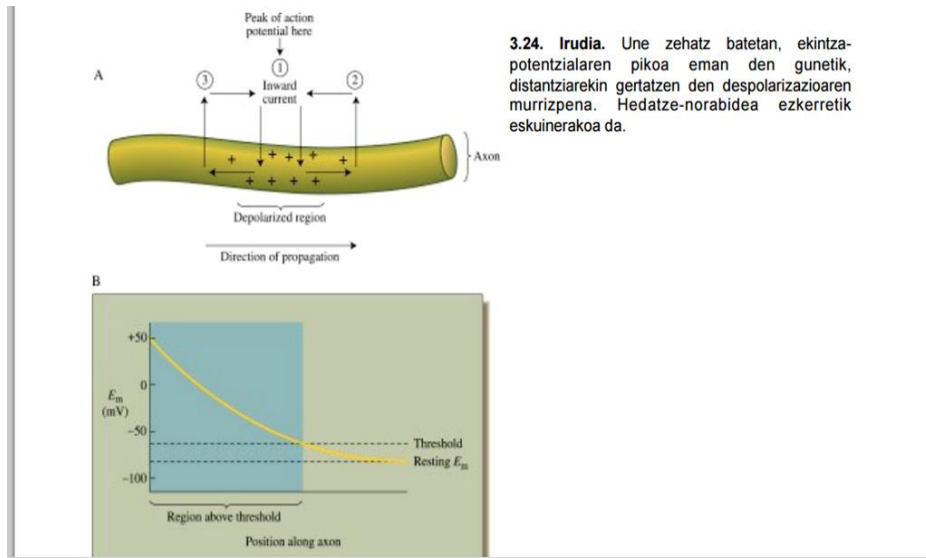 Peak of action
potential here
A
3
1
2
Inward
current
+ + + + +
+ + + +
Axon
Depolarized region
Direction of propagation
3.24. Irudia. Une zehatz batetan, ekintza-
potentzialaren pikoa eman den gunetik,
distantziarekin gertatzen den despolarizazioaren
murrizpena. Hedatze-norabidea ezkerretik
eskuinerakoa da.
B
+50
0
Em
(mV)
-50
-100
Threshold
Resting Em
Region above threshold
Position along axon